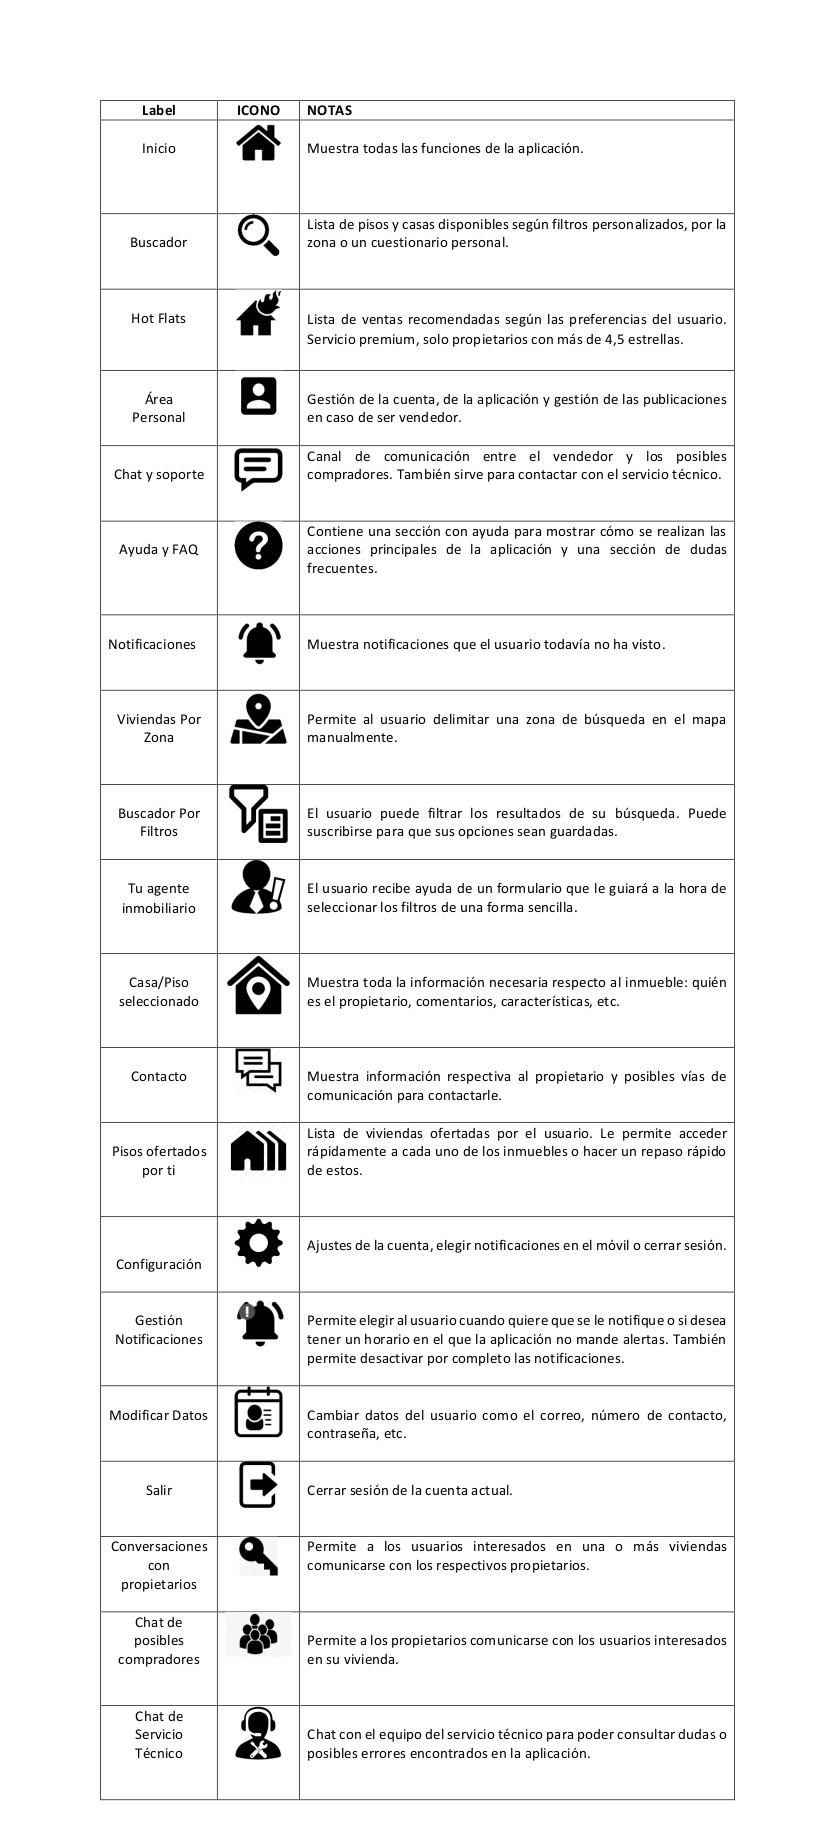 Label ICONO NOTAS
Inicio
Muestra todas las funciones de la aplicación.
Buscador
Lista de pisos y casas disponibles según filtros personalizados, por la
zona o un cuestionario personal.
Hot Flats
Lista de ventas recomendadas según las preferencias del usuario.
Servicio premium, solo propietarios con más de 4,5 estrellas.
Área
Personal
Gestión de la cuenta, de la aplicación y gestión de las publicaciones
en caso de ser vendedor.
Chat y soporte
Canal de comunicación entre el vendedor y los posibles
compradores. También sirve para contactar con el servicio técnico.
Ayuda y FAQ
Contiene una sección con ayuda para mostrar cómo se realizan las
acciones principales de la aplicación y una sección de dudas
frecuentes.
Notificaciones
Muestra notificaciones que el usuario todavía no ha visto.
Viviendas Por
Zona
Permite al usuario delimitar una zona de búsqueda en el mapa
manualmente.
Buscador Por
Filtros
El usuario puede filtrar los resultados de su búsqueda. Puede
suscribirse para que sus opciones sean guardadas.
Tu agente
inmobiliario
El usuario recibe ayuda de un formulario que le guiará a la hora de
seleccionar los filtros de una forma sencilla.
Casa/Piso
seleccionado
Muestra toda la información necesaria respecto al inmueble: quién
es el propietario, comentarios, características, etc.
Contacto
Muestra información respectiva al propietario y posibles vías de
comunicación para contactarle.
Pisos ofertados
por ti
Lista de viviendas ofertadas por el usuario. Le permite acceder
rápidamente a cada uno de los inmuebles o hacer un repaso rápido
de estos.
Configuración
Ajustes de la cuenta, elegir notificaciones en el móvil o cerrar sesión.
Gestión
Notificaciones
Permite elegir al usuario cuando quiere que se le notifique o si desea
tener un horario en el que la aplicación no mande alertas. También
permite desactivar por completo las notificaciones.
Modificar Datos
Cambiar datos del usuario como el correo, número de contacto,
contraseña, etc.
Salir
Cerrar sesión de la cuenta actual.
Conversaciones
con
propietarios
Permite a los usuarios interesados en una o más viviendas
comunicarse con los respectivos propietarios.
Chat de
posibles
compradores
Permite a los propietarios comunicarse con los usuarios interesados
en su vivienda.
Chat de
Servicio
Técnico
Chat con el equipo del servicio técnico para poder consultar dudas o
posibles errores encontrados en la aplicación.